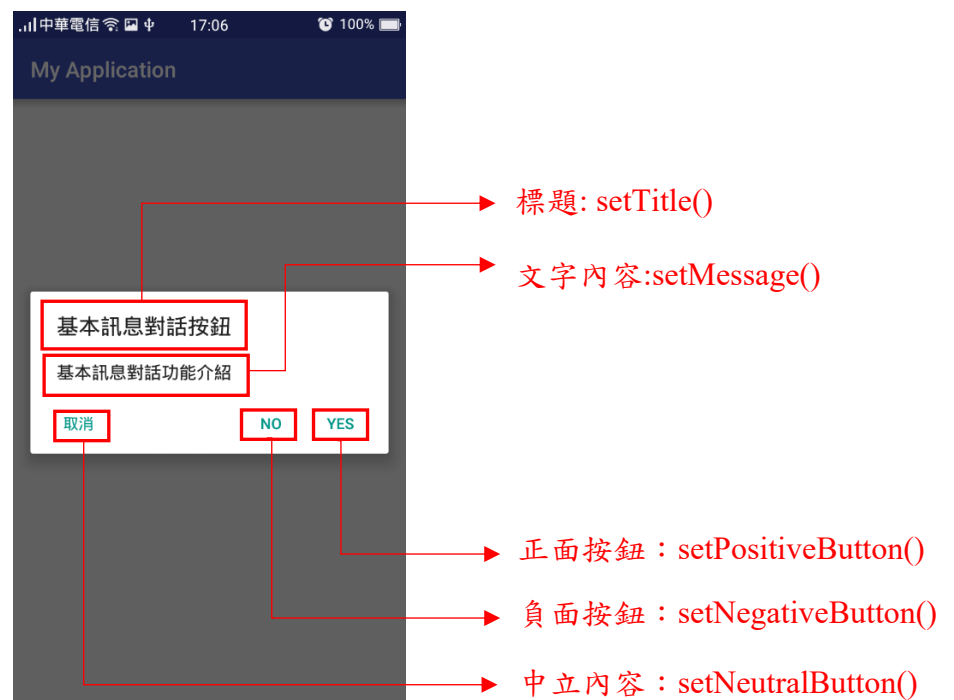 中華電信 17:06 100%
My Application
標題: setTitle()
文字內容:setMessage()
基本訊息對話按鈕
基本訊息對話功能介紹
取消 NO YES
正面按鈕：setPositiveButton()
負面按鈕：setNegativeButton()
中立內容：setNeutralButton()